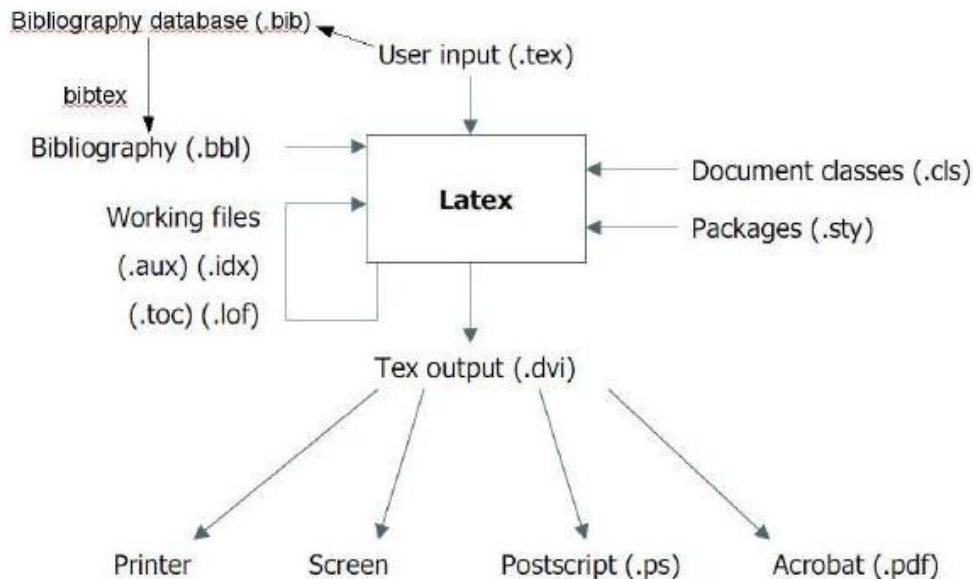 Bibliography database (.bib)
User input (.tex)
bibtex
Bibliography (.bbl)
Document classes (.cls)
Latex
Working files
Packages (.sty)
(.aux) (.idx)
(.toc) (.lof)
Tex output (.dvi)
Printer
Screen
Postscript (.ps)
Acrobat (.pdf)